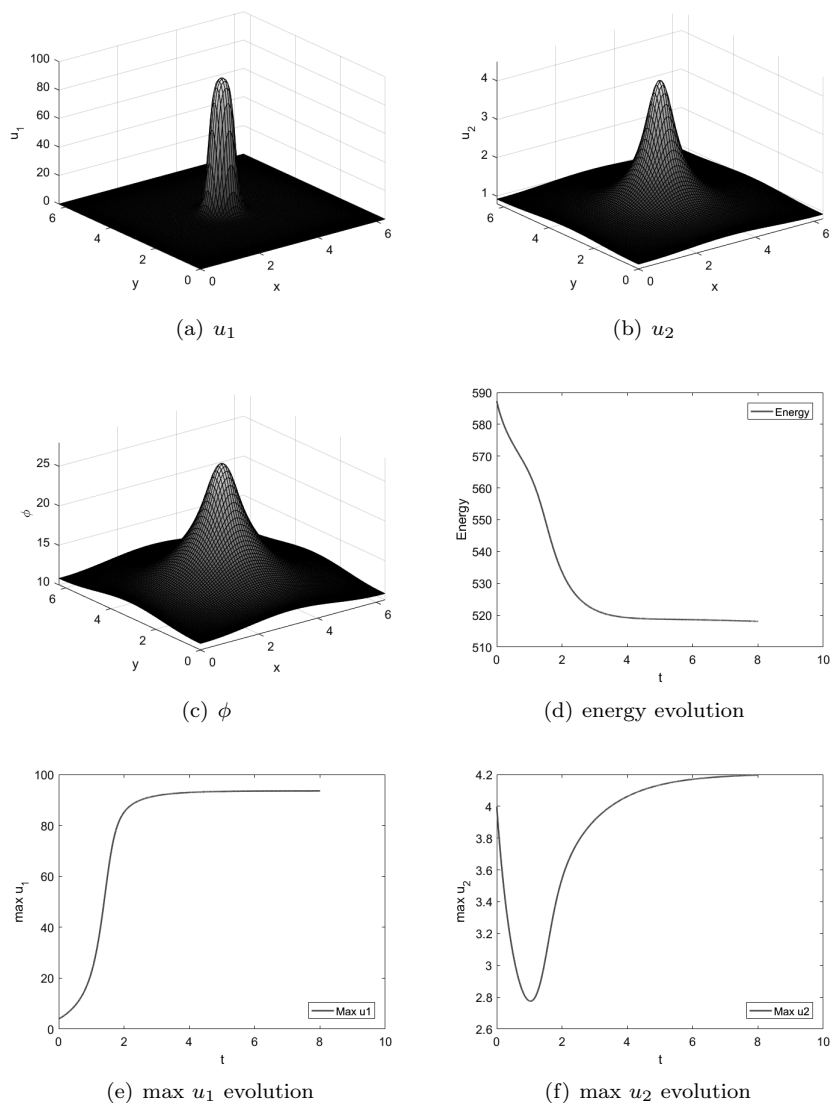 100
80
60
40
20
0
u1
6
4
2
0
y
0
2
4
6
x
(a) u1
4
3
2
1
u2
6
4
2
0
y
0
2
4
6
x
(b) u2
25
20
15
10
ϕ
6
4
2
0
y
0
2
4
6
x
(c) ϕ
590
580
570
560
550
540
530
520
510
Energy
Energy
0 2 4 6 8 10
t
(d) energy evolution
100
80
60
40
20
0
max u1
Max u1
0 2 4 6 8 10
t
(e) max u1 evolution
4.2
4
3.8
3.6
3.4
3.2
3
2.8
2.6
max u2
Max u2
0 2 4 6 8 10
t
(f) max u2 evolution